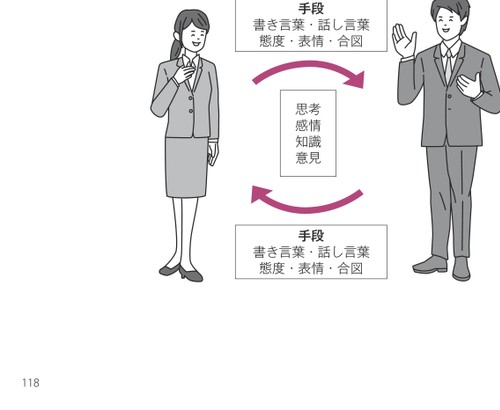 手段
書き言葉・話し言葉
態度・表情・合図
思考
感情
知識
意見
手段
書き言葉・話し言葉
態度・表情・合図
118